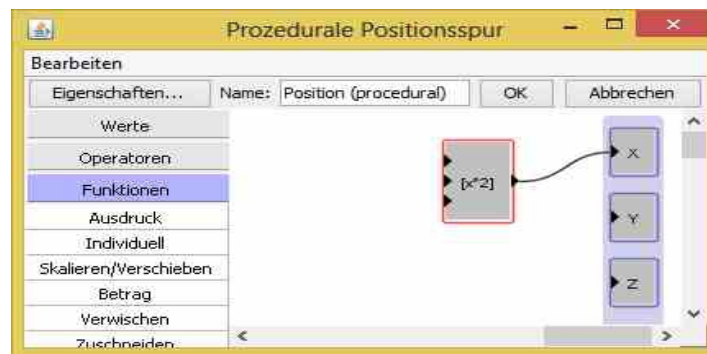 Prozedurale Positionsspur
Bearbeiten
Eigenschaften... Name: Position (procedural) OK Abbrechen
Werte
Operatoren
Funktionen
Ausdruck
Individuell
Skalieren/Verschieben
Betrag
Verwischen
Zuschneiden
[x*2]
X
Y
Z